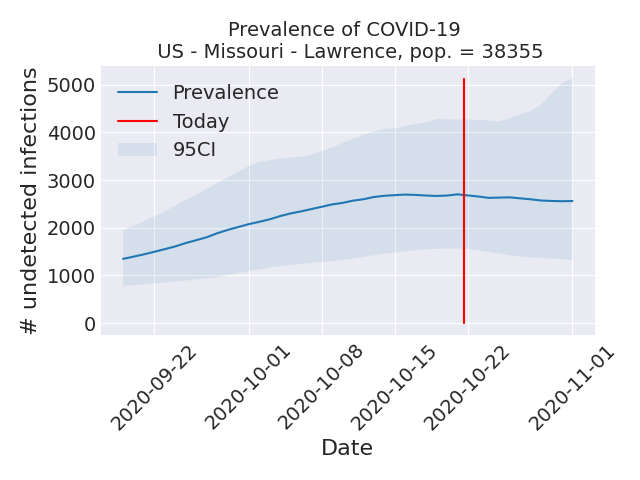 Prevalence of COVID-19
US - Missouri - Lawrence, pop. = 38355
# undetected infections
5000
4000
3000
2000
1000
0
Prevalence
Today
95CI
2020-09-22
2020-10-01
2020-10-08
2020-10-15
2020-10-22
2020-11-01
Date